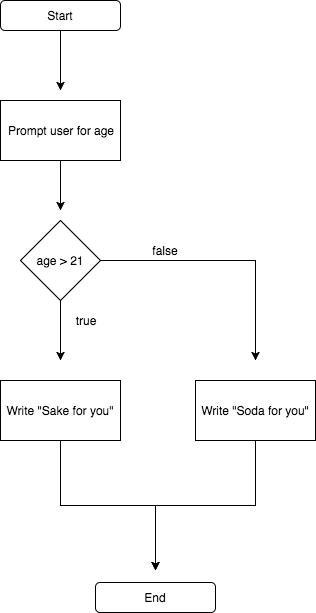 Start
Prompt user for age
age > 21
false
true
Write "Sake for you"
Write "Soda for you"
End